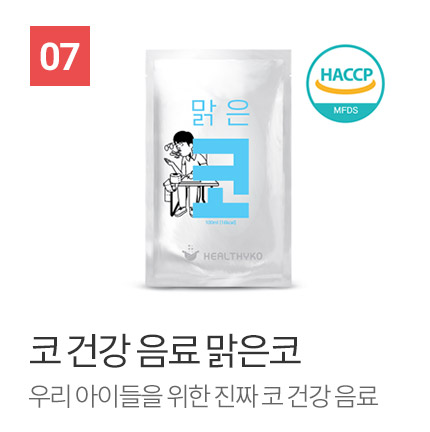 07
HACCP
MFDS
맑은
코
HEALTHYKO
코 건강 음료 맑은코
우리 아이들을 위한 진짜 코 건강 음료